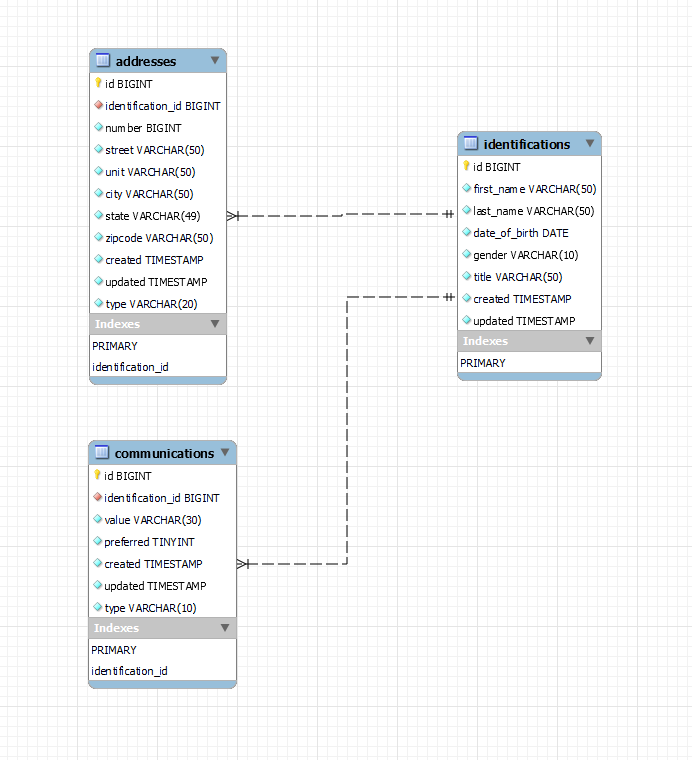 addresses
id BIGINT
identification_id BIGINT
number BIGINT
street VARCHAR(50)
unit VARCHAR(50)
city VARCHAR(50)
state VARCHAR(49)
zipcode VARCHAR(50)
created TIMESTAMP
updated TIMESTAMP
type VARCHAR(20)
Indexes
PRIMARY
identification_id
identifications
id BIGINT
first_name VARCHAR(50)
last_name VARCHAR(50)
date_of_birth DATE
gender VARCHAR(10)
title VARCHAR(50)
created TIMESTAMP
updated TIMESTAMP
Indexes
PRIMARY
communications
id BIGINT
identification_id BIGINT
value VARCHAR(30)
preferred TINYINT
created TIMESTAMP
updated TIMESTAMP
type VARCHAR(10)
Indexes
PRIMARY
identification_id